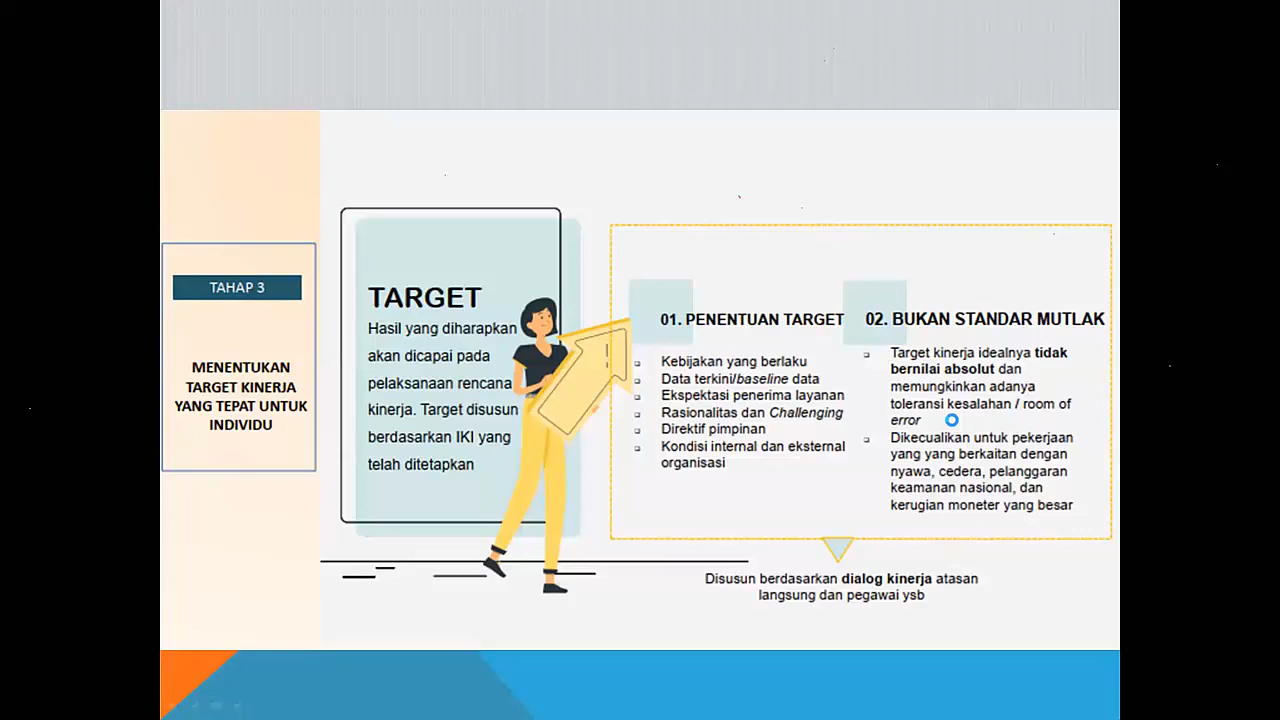 TAHAP 3
MENENTUKAN
TARGET KINERJA
YANG TEPAT UNTUK
INDIVIDU
TARGET
Hasil yang diharapkan
akan dicapai pada
pelaksanaan rencana
kinerja. Target disusun
berdasarkan IKI yang
telah ditetapkan
01. PENENTUAN TARGET
Kebijakan yang berlaku
Data terkini/baseline data
Ekspektasi penerima layanan
Rasionalitas dan Challenging
Direktif pimpinan
Kondisi internal dan eksternal
organisasi
02. BUKAN STANDAR MUTLAK
Target kinerja idealnya tidak
bernilai absolut dan
memungkinkan adanya
toleransi kesalahan / room of
error
Dikecualikan untuk pekerjaan
yang yang berkaitan dengan
nyawa, cedera, pelanggaran
keamanan nasional, dan
kerugian moneter yang besar
Disusun berdasarkan dialog kinerja atasan
langsung dan pegawai ysb